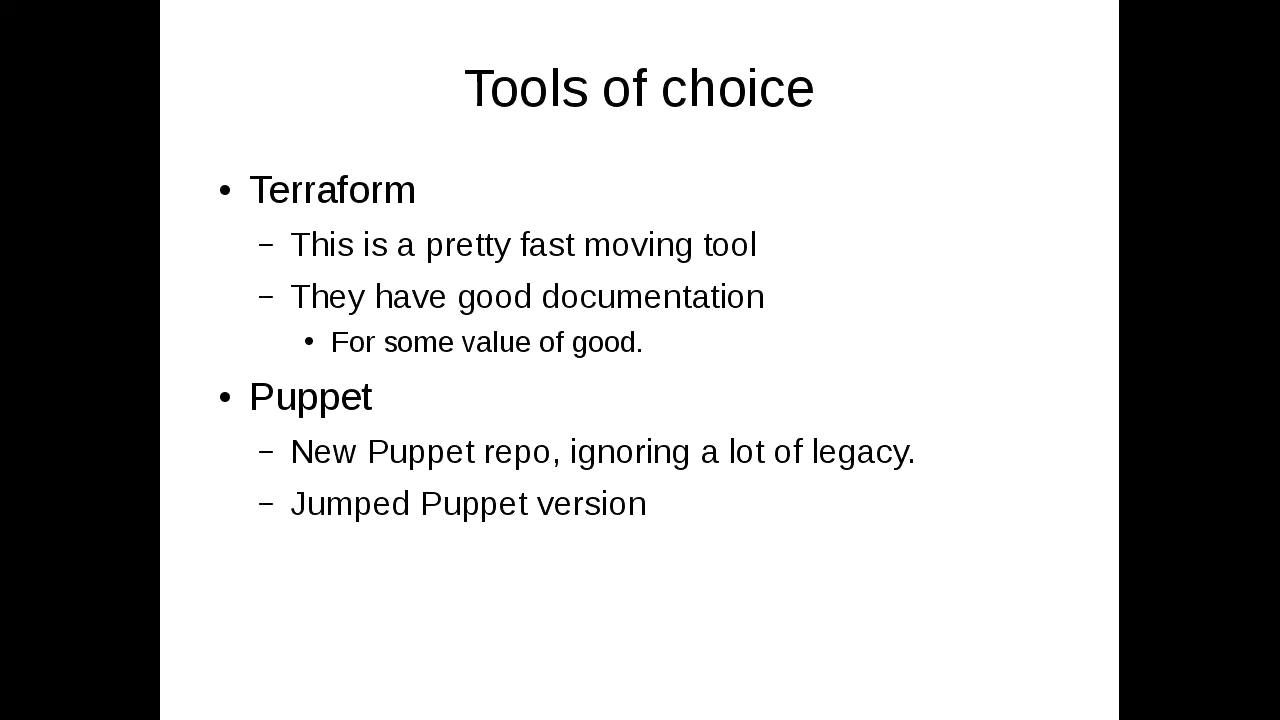 Tools of choice
• Terraform
– This is a pretty fast moving tool
– They have good documentation
• For some value of good.
• Puppet
– New Puppet repo, ignoring a lot of legacy.
– Jumped Puppet version